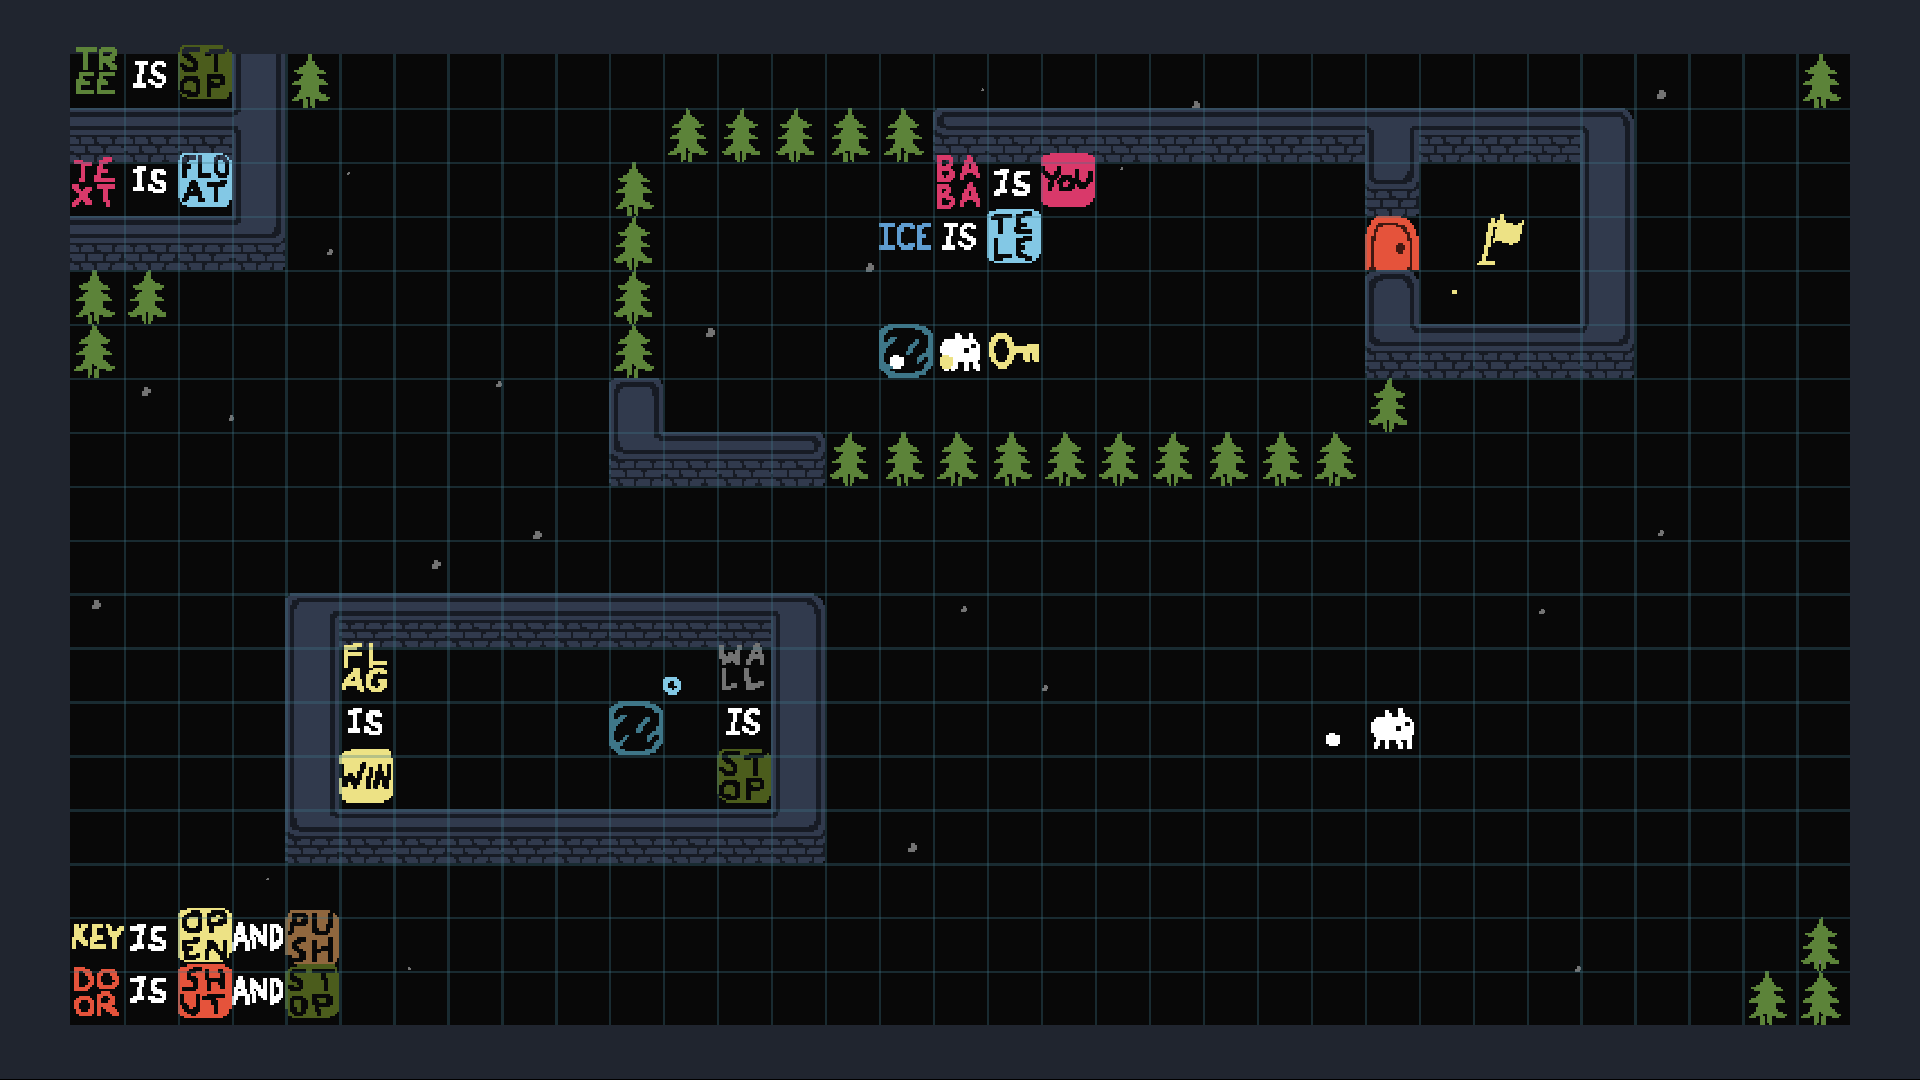 TREE IS STOP
TEXT IS FLOAT
BABA IS YOU
ICE IS TELE
FLAG
IS
WIN
WALL
IS
STOP
KEY IS OPEN AND PUSH
DOOR IS SHUT AND STOP